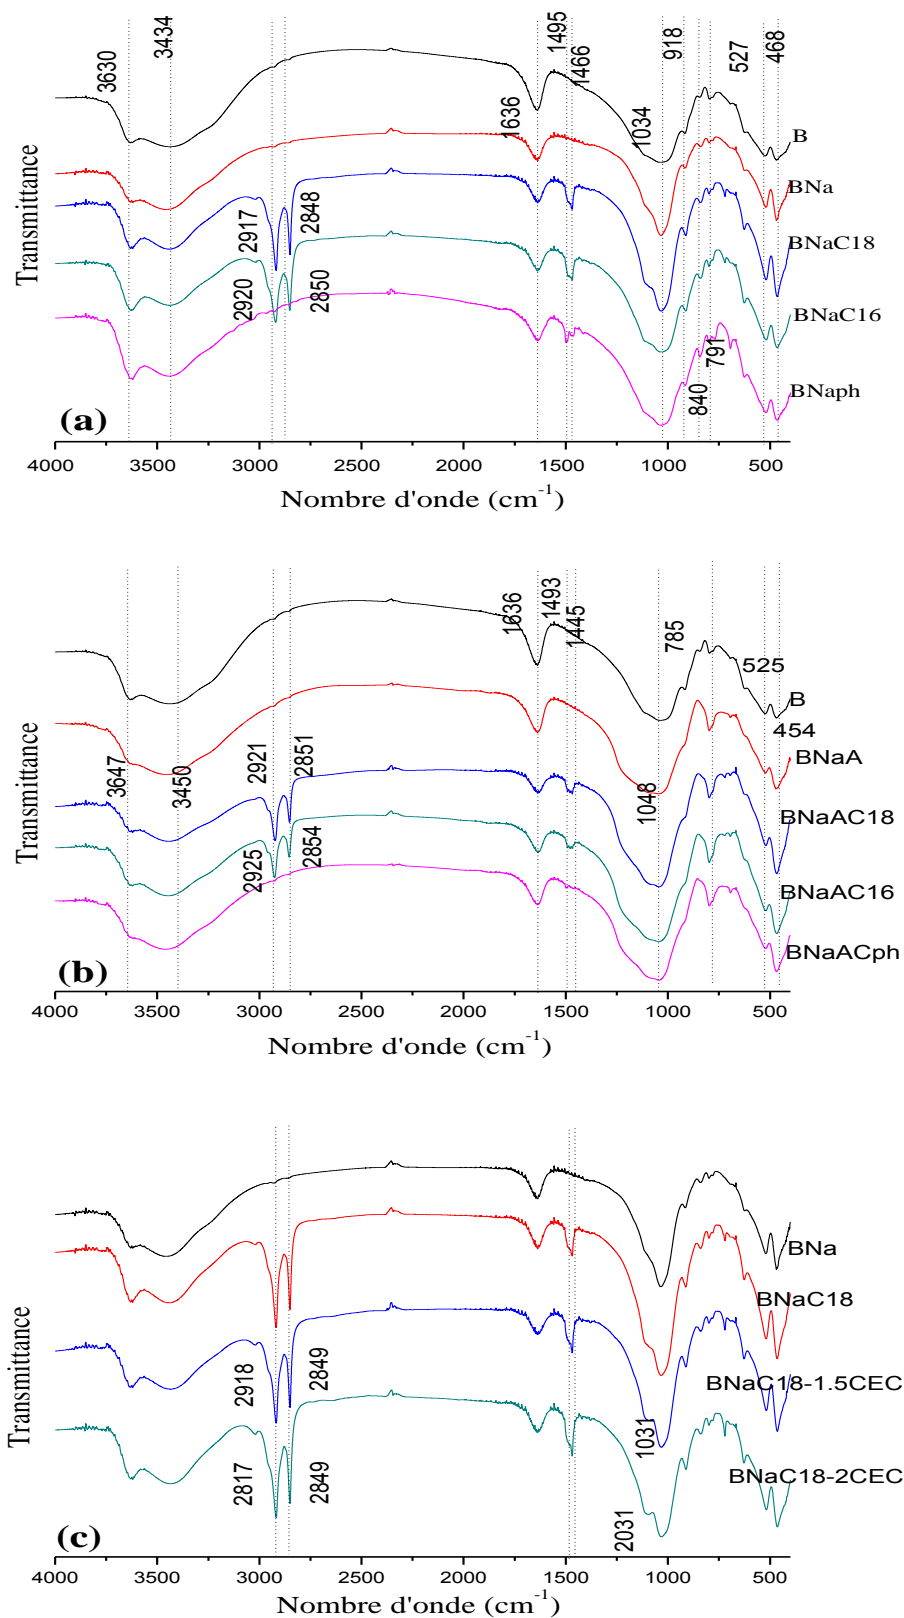 3630
3434
1495
1466
918
527
468
1636
1034
B
BNa
2917
2848
BNaC18
2920
2850
BNaC16
840
791
BNaph
Transmittance
(a)
4000 3500 3000 2500 2000 1500 1000 500
Nombre d'onde (cm-1)
1636
1493
1445
785
525
B
454
3647
3450
2921
2851
1048
BNaA
BNaAC18
2925
2854
BNaAC16
BNaACph
Transmittance
(b)
4000 3500 3000 2500 2000 1500 1000 500
Nombre d'onde (cm-1)
BNa
BNaC18
2918
2849
1031
BNaC18-1.5CEC
2817
2849
2031
BNaC18-2CEC
Transmittance
(c)
4000 3500 3000 2500 2000 1500 1000 500
Nombre d'onde (cm-1)